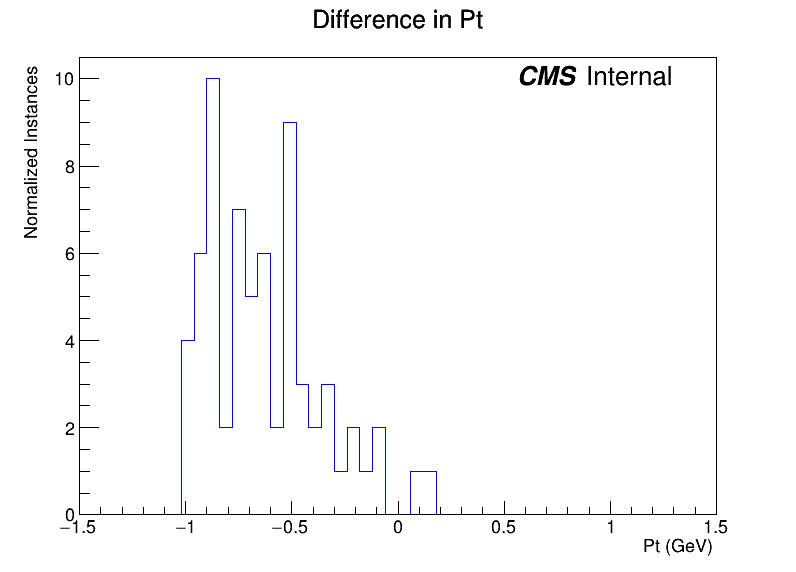 Difference in Pt
CMS Internal
Normalized Instances
10
8
6
4
2
0
−1.5 −1 −0.5 0 0.5 1 1.5
Pt (GeV)